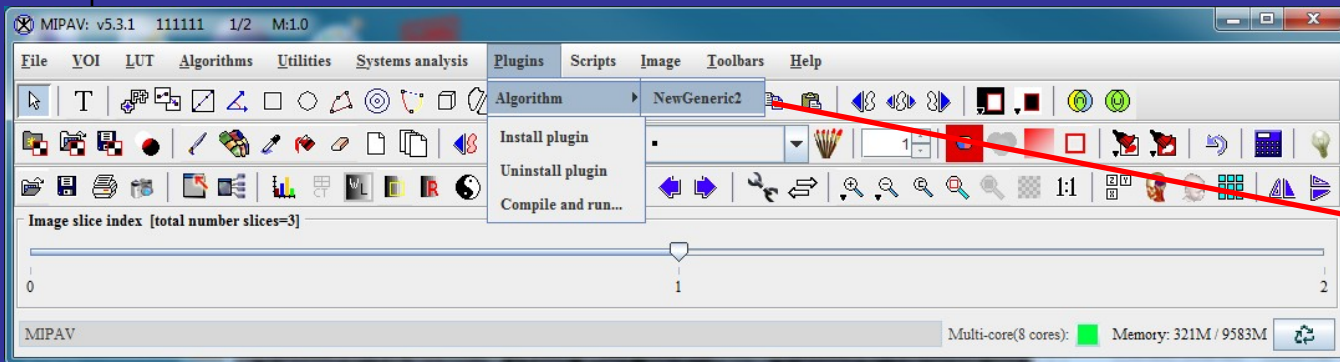 MIPAV: v5.3.1 111111 1/2 M:1.0
File VOI LUT Algorithms Utilities Systems analysis Plugins Scripts Image Toolbars Help
T
Algorithm NewGeneric2
Install plugin
1
Uninstall plugin
WL R 1:1
Compile and run...
Image slice index [total number slices=3]
0 1 2
MIPAV Multi-core(8 cores): Memory: 321M / 9583M